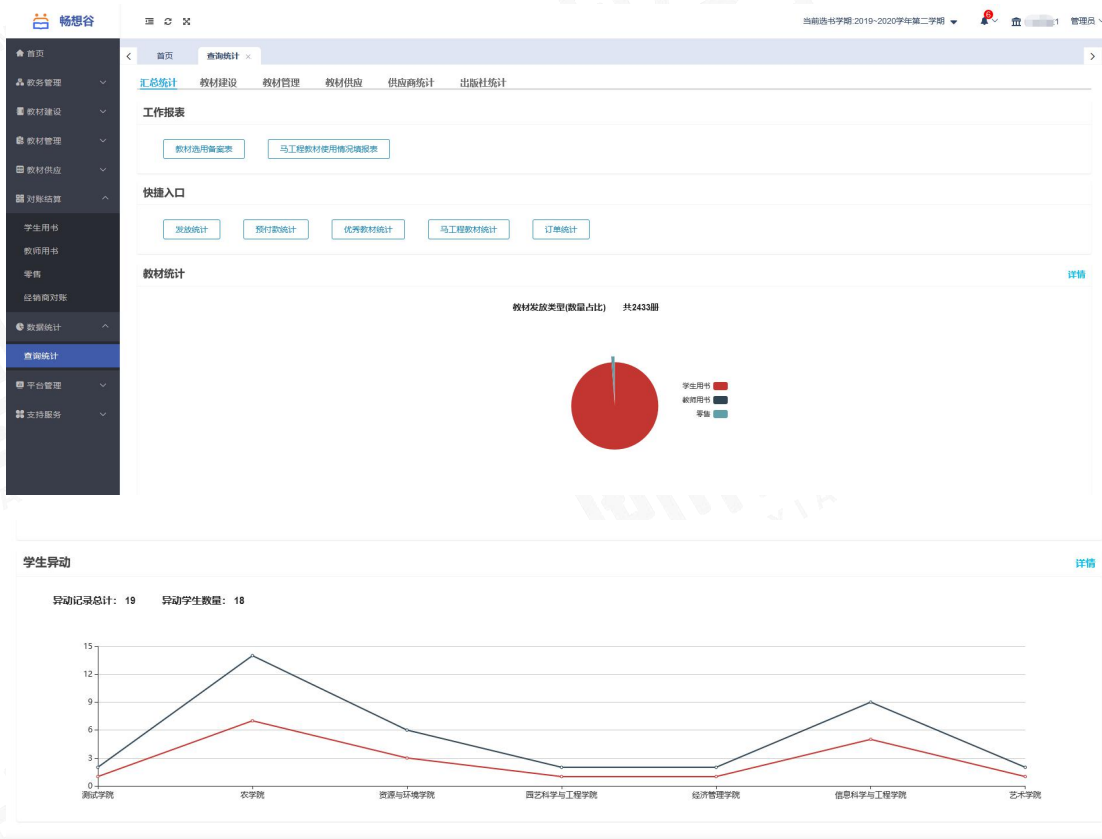 畅想谷
当前选书学期:2019-2020学年第二学期
6
1
管理员
首页
教务管理
教材建设
教材管理
教材供应
对账结算
学生用书
教师用书
零售
经销商对账
数据统计
查询统计
平台管理
支持服务
首页 查询统计 ×
汇总统计 教材建设 教材管理 教材供应 供应商统计 出版社统计
工作报表
教材选用备案表 马工程教材使用情况填报表
快捷入口
发放统计 预付款统计 优秀教材统计 马工程教材统计 订单统计
教材统计 详情
教材发放类型(数量占比) 共2433册
学生用书
教师用书
零售
学生异动 详情
异动记录总计: 19 异动学生数量: 18
15
12
9
6
3
0
测试学院 农学院 资源与环境学院 园艺科学与工程学院 经济管理学院 信息科学与工程学院 艺术学院